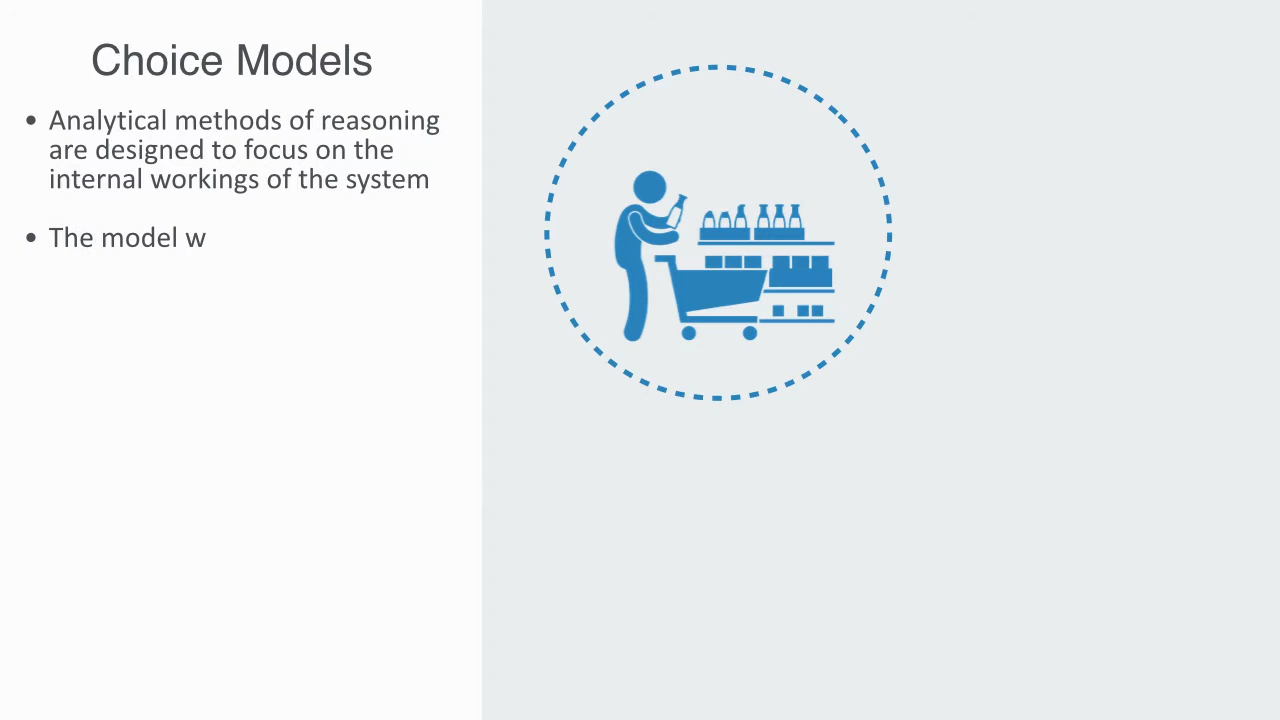 Choice Models
• Analytical methods of reasoning
are designed to focus on the
internal workings of the system
• The model w